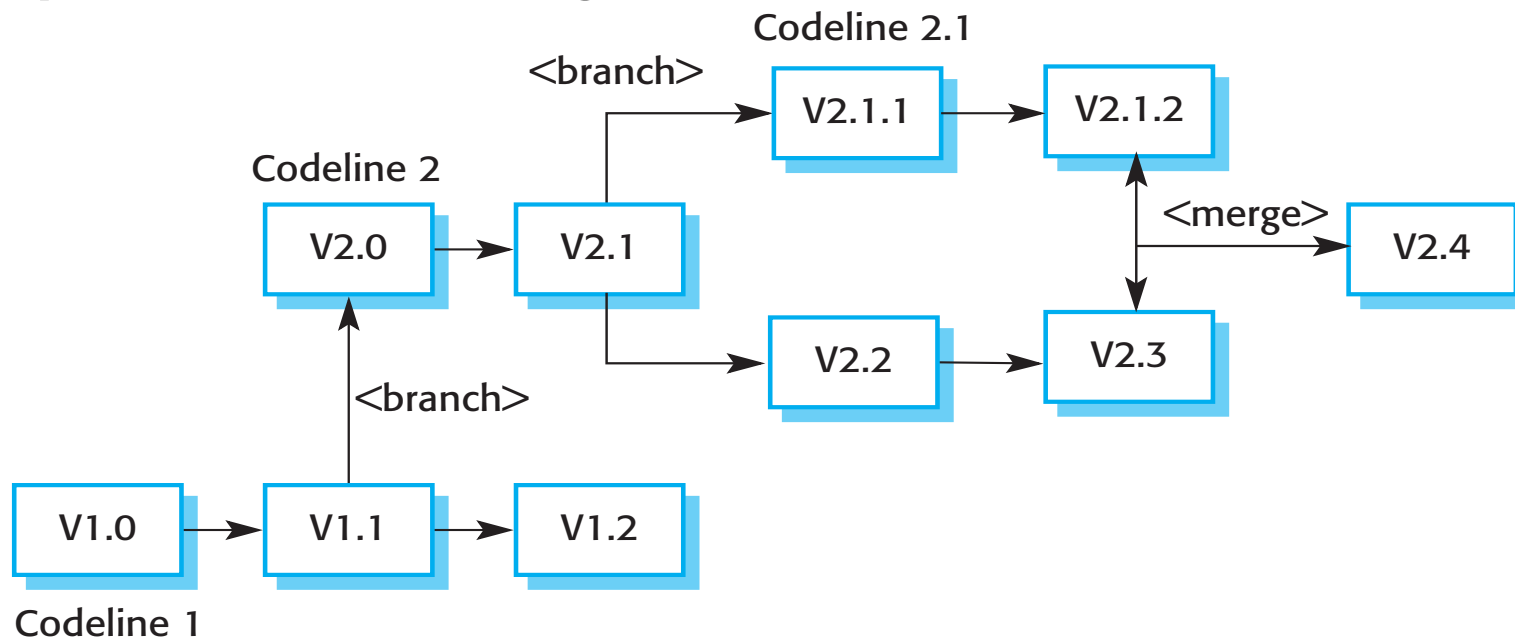 Codeline 2.1
<branch>
V2.1.1
V2.1.2
Codeline 2
V2.0
V2.1
<merge>
V2.4
V2.2
V2.3
<branch>
V1.0
V1.1
V1.2
Codeline 1